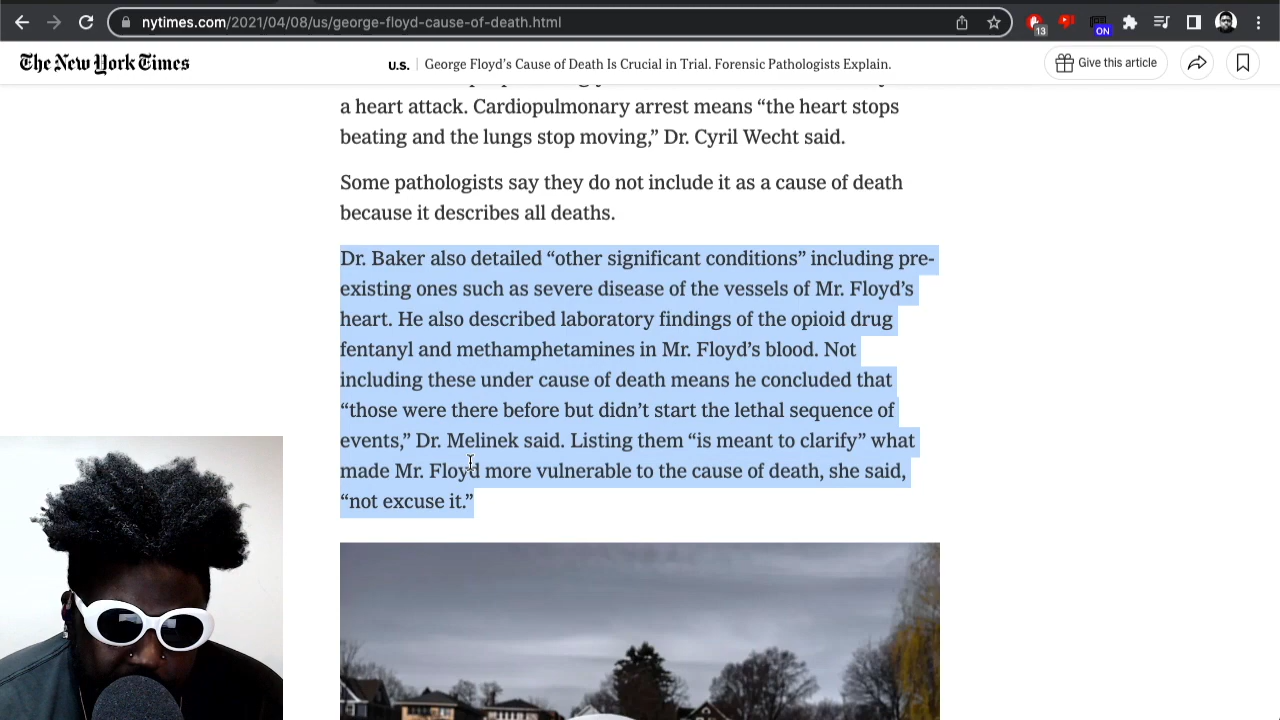 nytimes.com/2021/04/08/us/george-floyd-cause-of-death.html
13
ON
The New York Times
U.S. | George Floyd's Cause of Death Is Crucial in Trial. Forensic Pathologists Explain.
Give this article
a heart attack. Cardiopulmonary arrest means “the heart stops
beating and the lungs stop moving,” Dr. Cyril Wecht said.
Some pathologists say they do not include it as a cause of death
because it describes all deaths.
Dr. Baker also detailed “other significant conditions” including pre-
existing ones such as severe disease of the vessels of Mr. Floyd’s
heart. He also described laboratory findings of the opioid drug
fentanyl and methamphetamines in Mr. Floyd’s blood. Not
including these under cause of death means he concluded that
“those were there before but didn’t start the lethal sequence of
events,” Dr. Melinek said. Listing them “is meant to clarify” what
made Mr. Floyd more vulnerable to the cause of death, she said,
“not excuse it.”